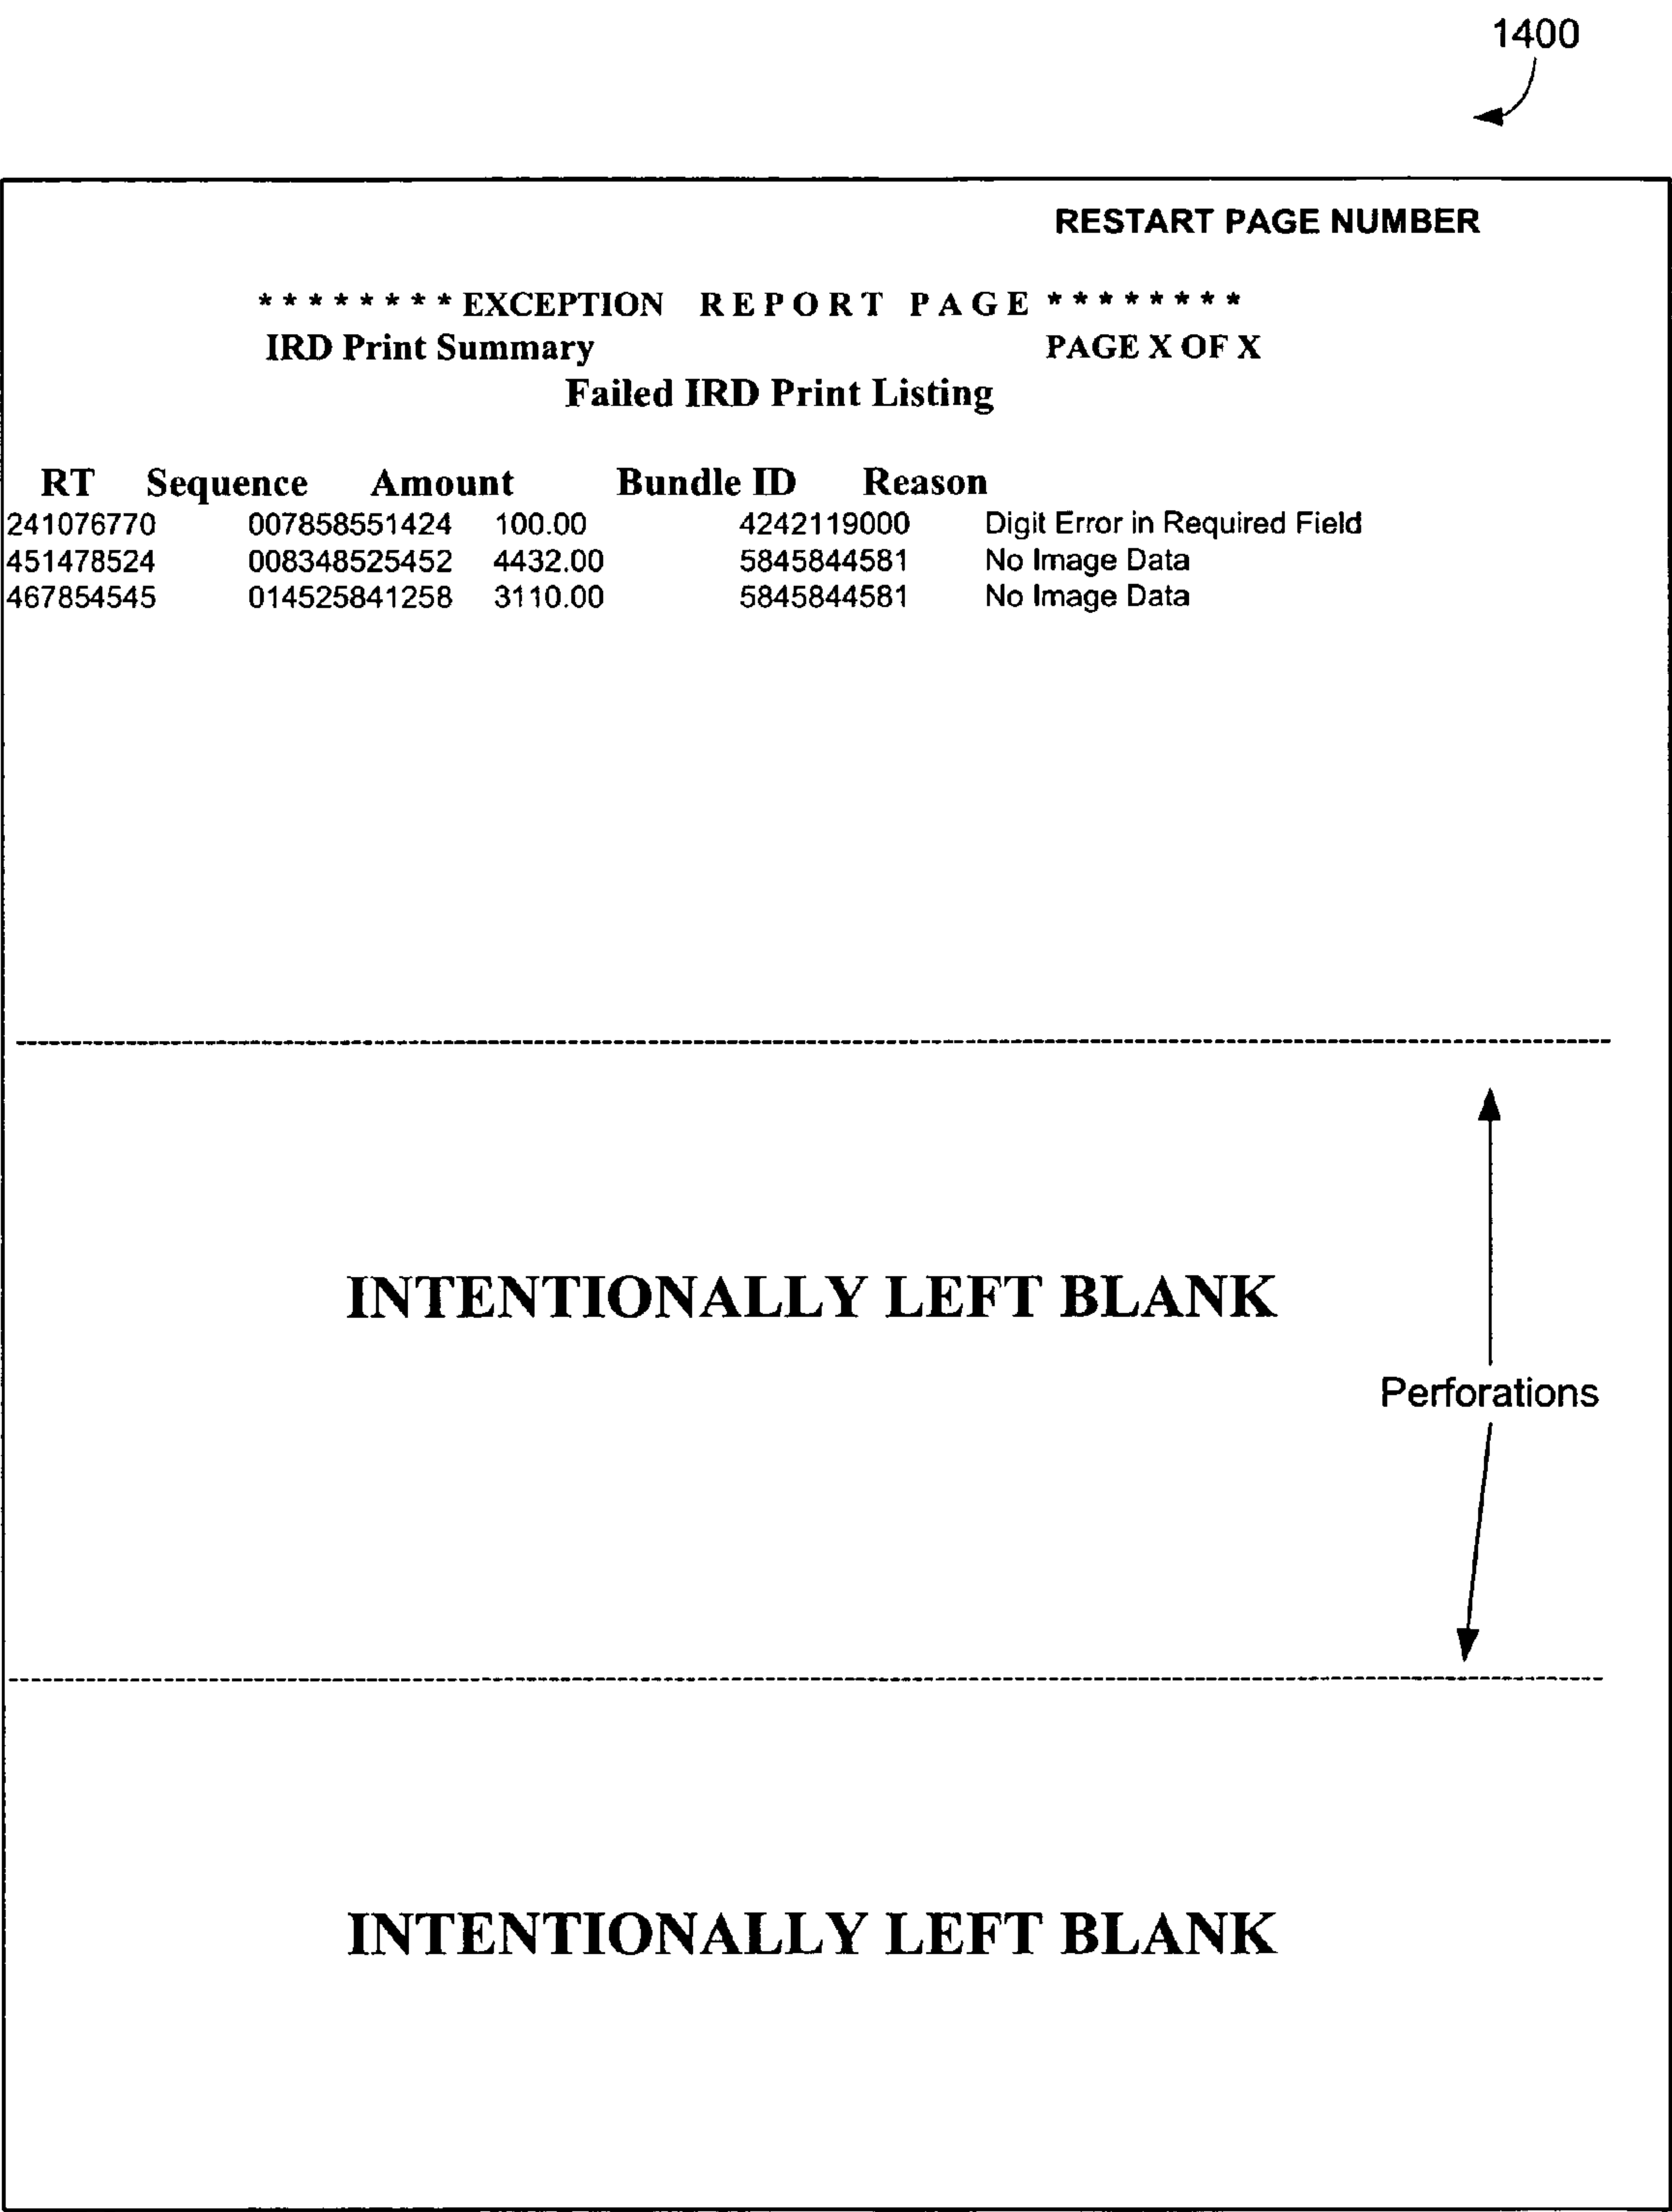 1400
RESTART PAGE NUMBER
* * * * * * * * EXCEPTION R E P O R T P A G E * * * * * * * *
IRD Print Summary PAGE X OF X
Failed IRD Print Listing
RT Sequence Amount Bundle ID Reason
241076770 007858551424 100.00 4242119000 Digit Error in Required Field
451478524 008348525452 4432.00 5845844581 No Image Data
467854545 014525841258 3110.00 5845844581 No Image Data
INTENTIONALLY LEFT BLANK
Perforations
INTENTIONALLY LEFT BLANK